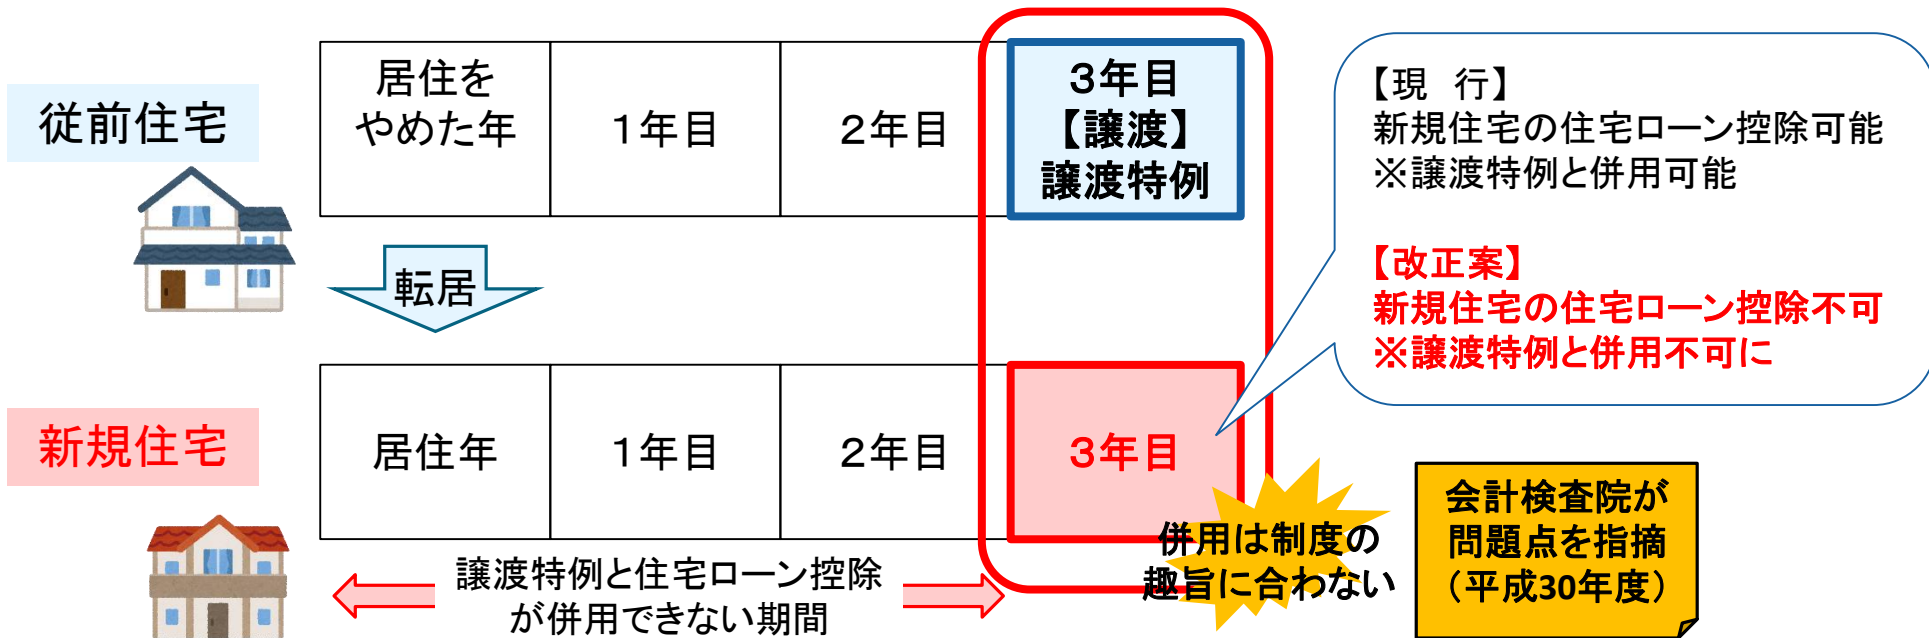 従前住宅
居住を
やめた年
１年目
２年目
３年目
【譲渡】
譲渡特例
転居
新規住宅
居住年
１年目
２年目
３年目
譲渡特例と住宅ローン控除
が併用できない期間
【現　行】
新規住宅の住宅ローン控除可能
※譲渡特例と併用可能
【改正案】
新規住宅の住宅ローン控除不可
※譲渡特例と併用不可に
併用は制度の
趣旨に合わない
会計検査院が
問題点を指摘
（平成30年度）